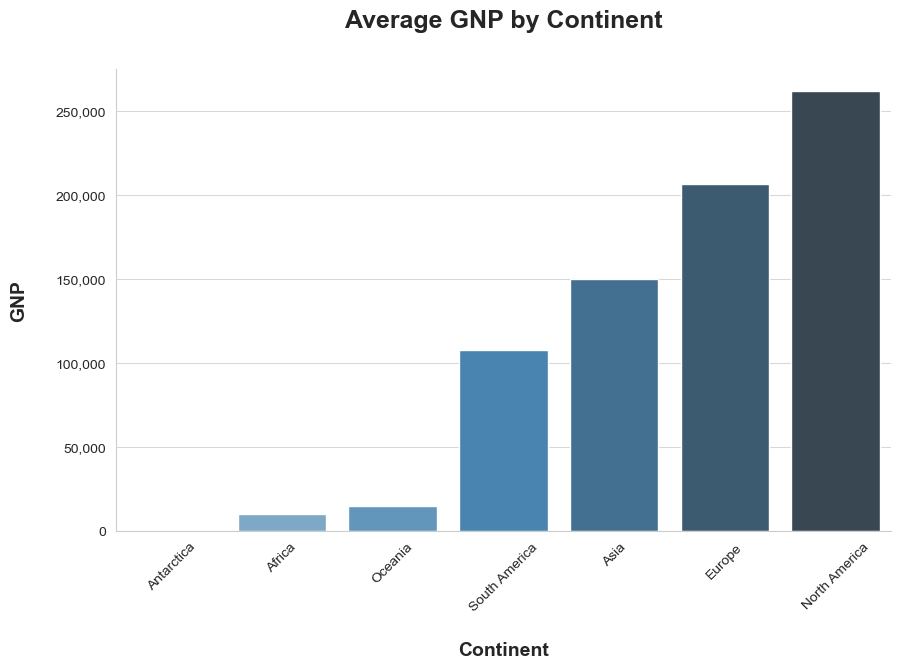 Average GNP by Continent
GNP
250,000
200,000
150,000
100,000
50,000
0
Antarctica
Africa
Oceania
South America
Asia
Europe
North America
Continent